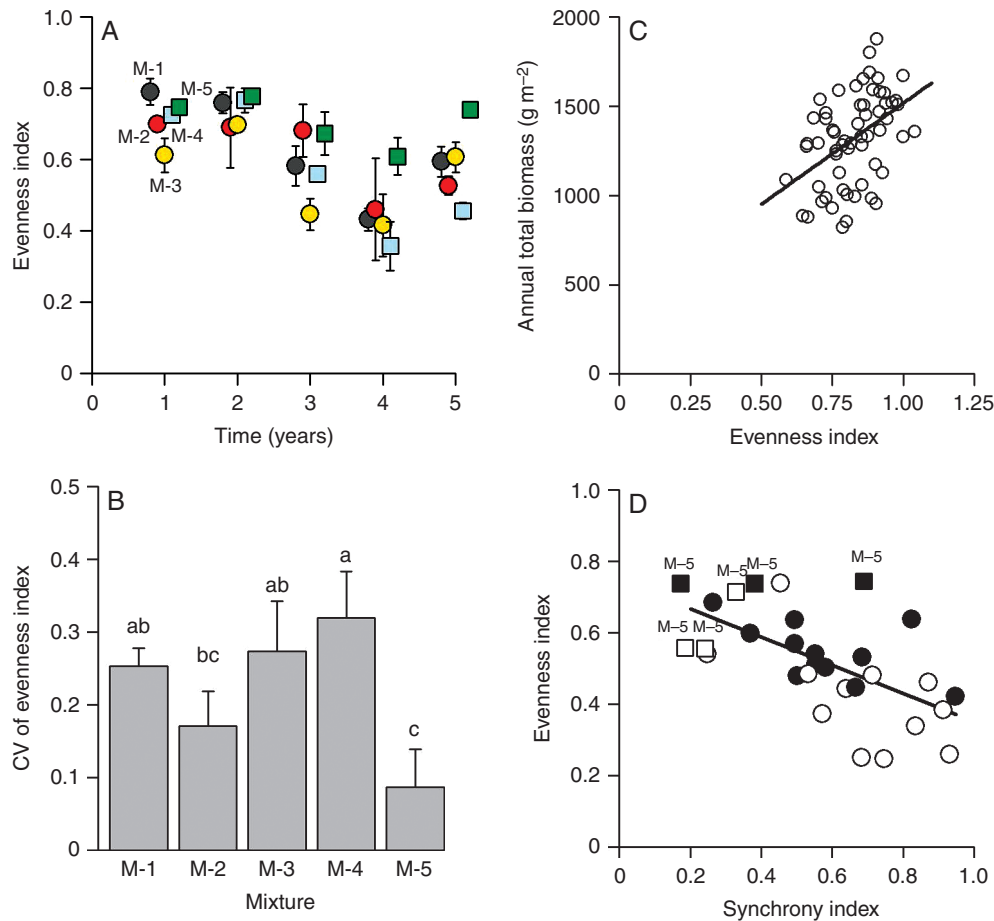 A
Evenness index
1.0
0.8
0.6
0.4
0.2
0
M-1
M-5
M-2
M-4
M-3
0
1
2
3
4
5
Time (years)
C
Annual total biomass (g m−2)
2000
1500
1000
500
0
0
0.25
0.50
0.75
1.00
1.25
Evenness index
B
CV of evenness index
0.5
0.4
0.3
0.2
0.1
0
ab
bc
ab
a
c
M-1
M-2
M-3
M-4
M-5
Mixture
D
Evenness index
1.0
0.8
0.6
0.4
0.2
0
M–5
M–5
M–5
M–5
M–5
M–5
0
0.2
0.4
0.6
0.8
1.0
Synchrony index